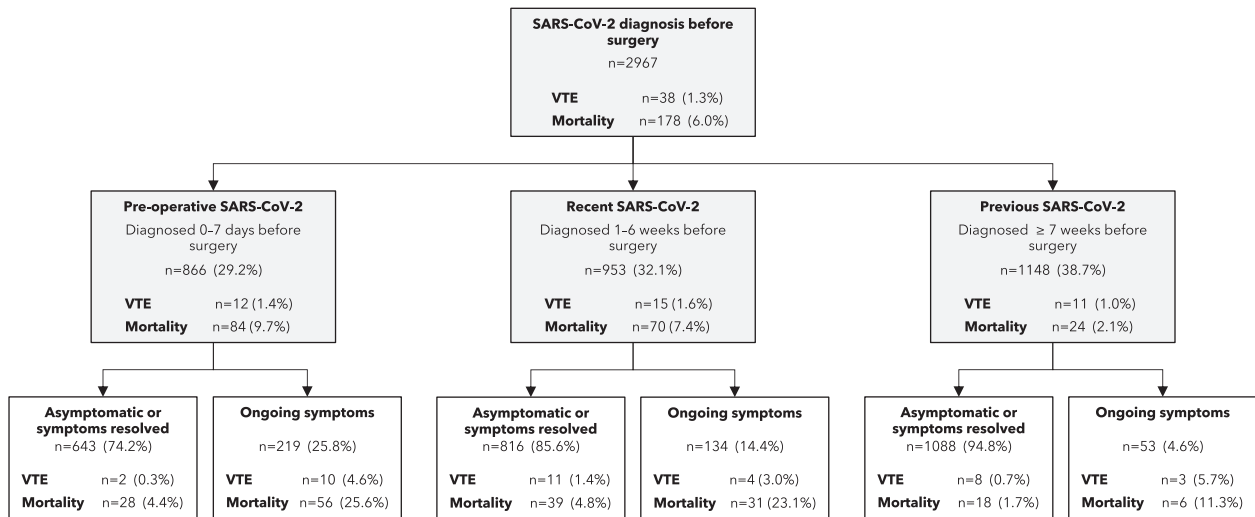 SARS-CoV-2 diagnosis before
surgery
n=2967
VTE n=38 (1.3%)
Mortality n=178 (6.0%)
Pre-operative SARS-CoV-2
Diagnosed 0–7 days before
surgery
n=866 (29.2%)
VTE n=12 (1.4%)
Mortality n=84 (9.7%)
Recent SARS-CoV-2
Diagnosed 1–6 weeks before
surgery
n=953 (32.1%)
VTE n=15 (1.6%)
Mortality n=70 (7.4%)
Previous SARS-CoV-2
Diagnosed ≥ 7 weeks before
surgery
n=1148 (38.7%)
VTE n=11 (1.0%)
Mortality n=24 (2.1%)
Asymptomatic or
symptoms resolved
n=643 (74.2%)
VTE n=2 (0.3%)
Mortality n=28 (4.4%)
Ongoing symptoms
n=219 (25.8%)
VTE n=10 (4.6%)
Mortality n=56 (25.6%)
Asymptomatic or
symptoms resolved
n=816 (85.6%)
VTE n=11 (1.4%)
Mortality n=39 (4.8%)
Ongoing symptoms
n=134 (14.4%)
VTE n=4 (3.0%)
Mortality n=31 (23.1%)
Asymptomatic or
symptoms resolved
n=1088 (94.8%)
VTE n=8 (0.7%)
Mortality n=18 (1.7%)
Ongoing symptoms
n=53 (4.6%)
VTE n=3 (5.7%)
Mortality n=6 (11.3%)